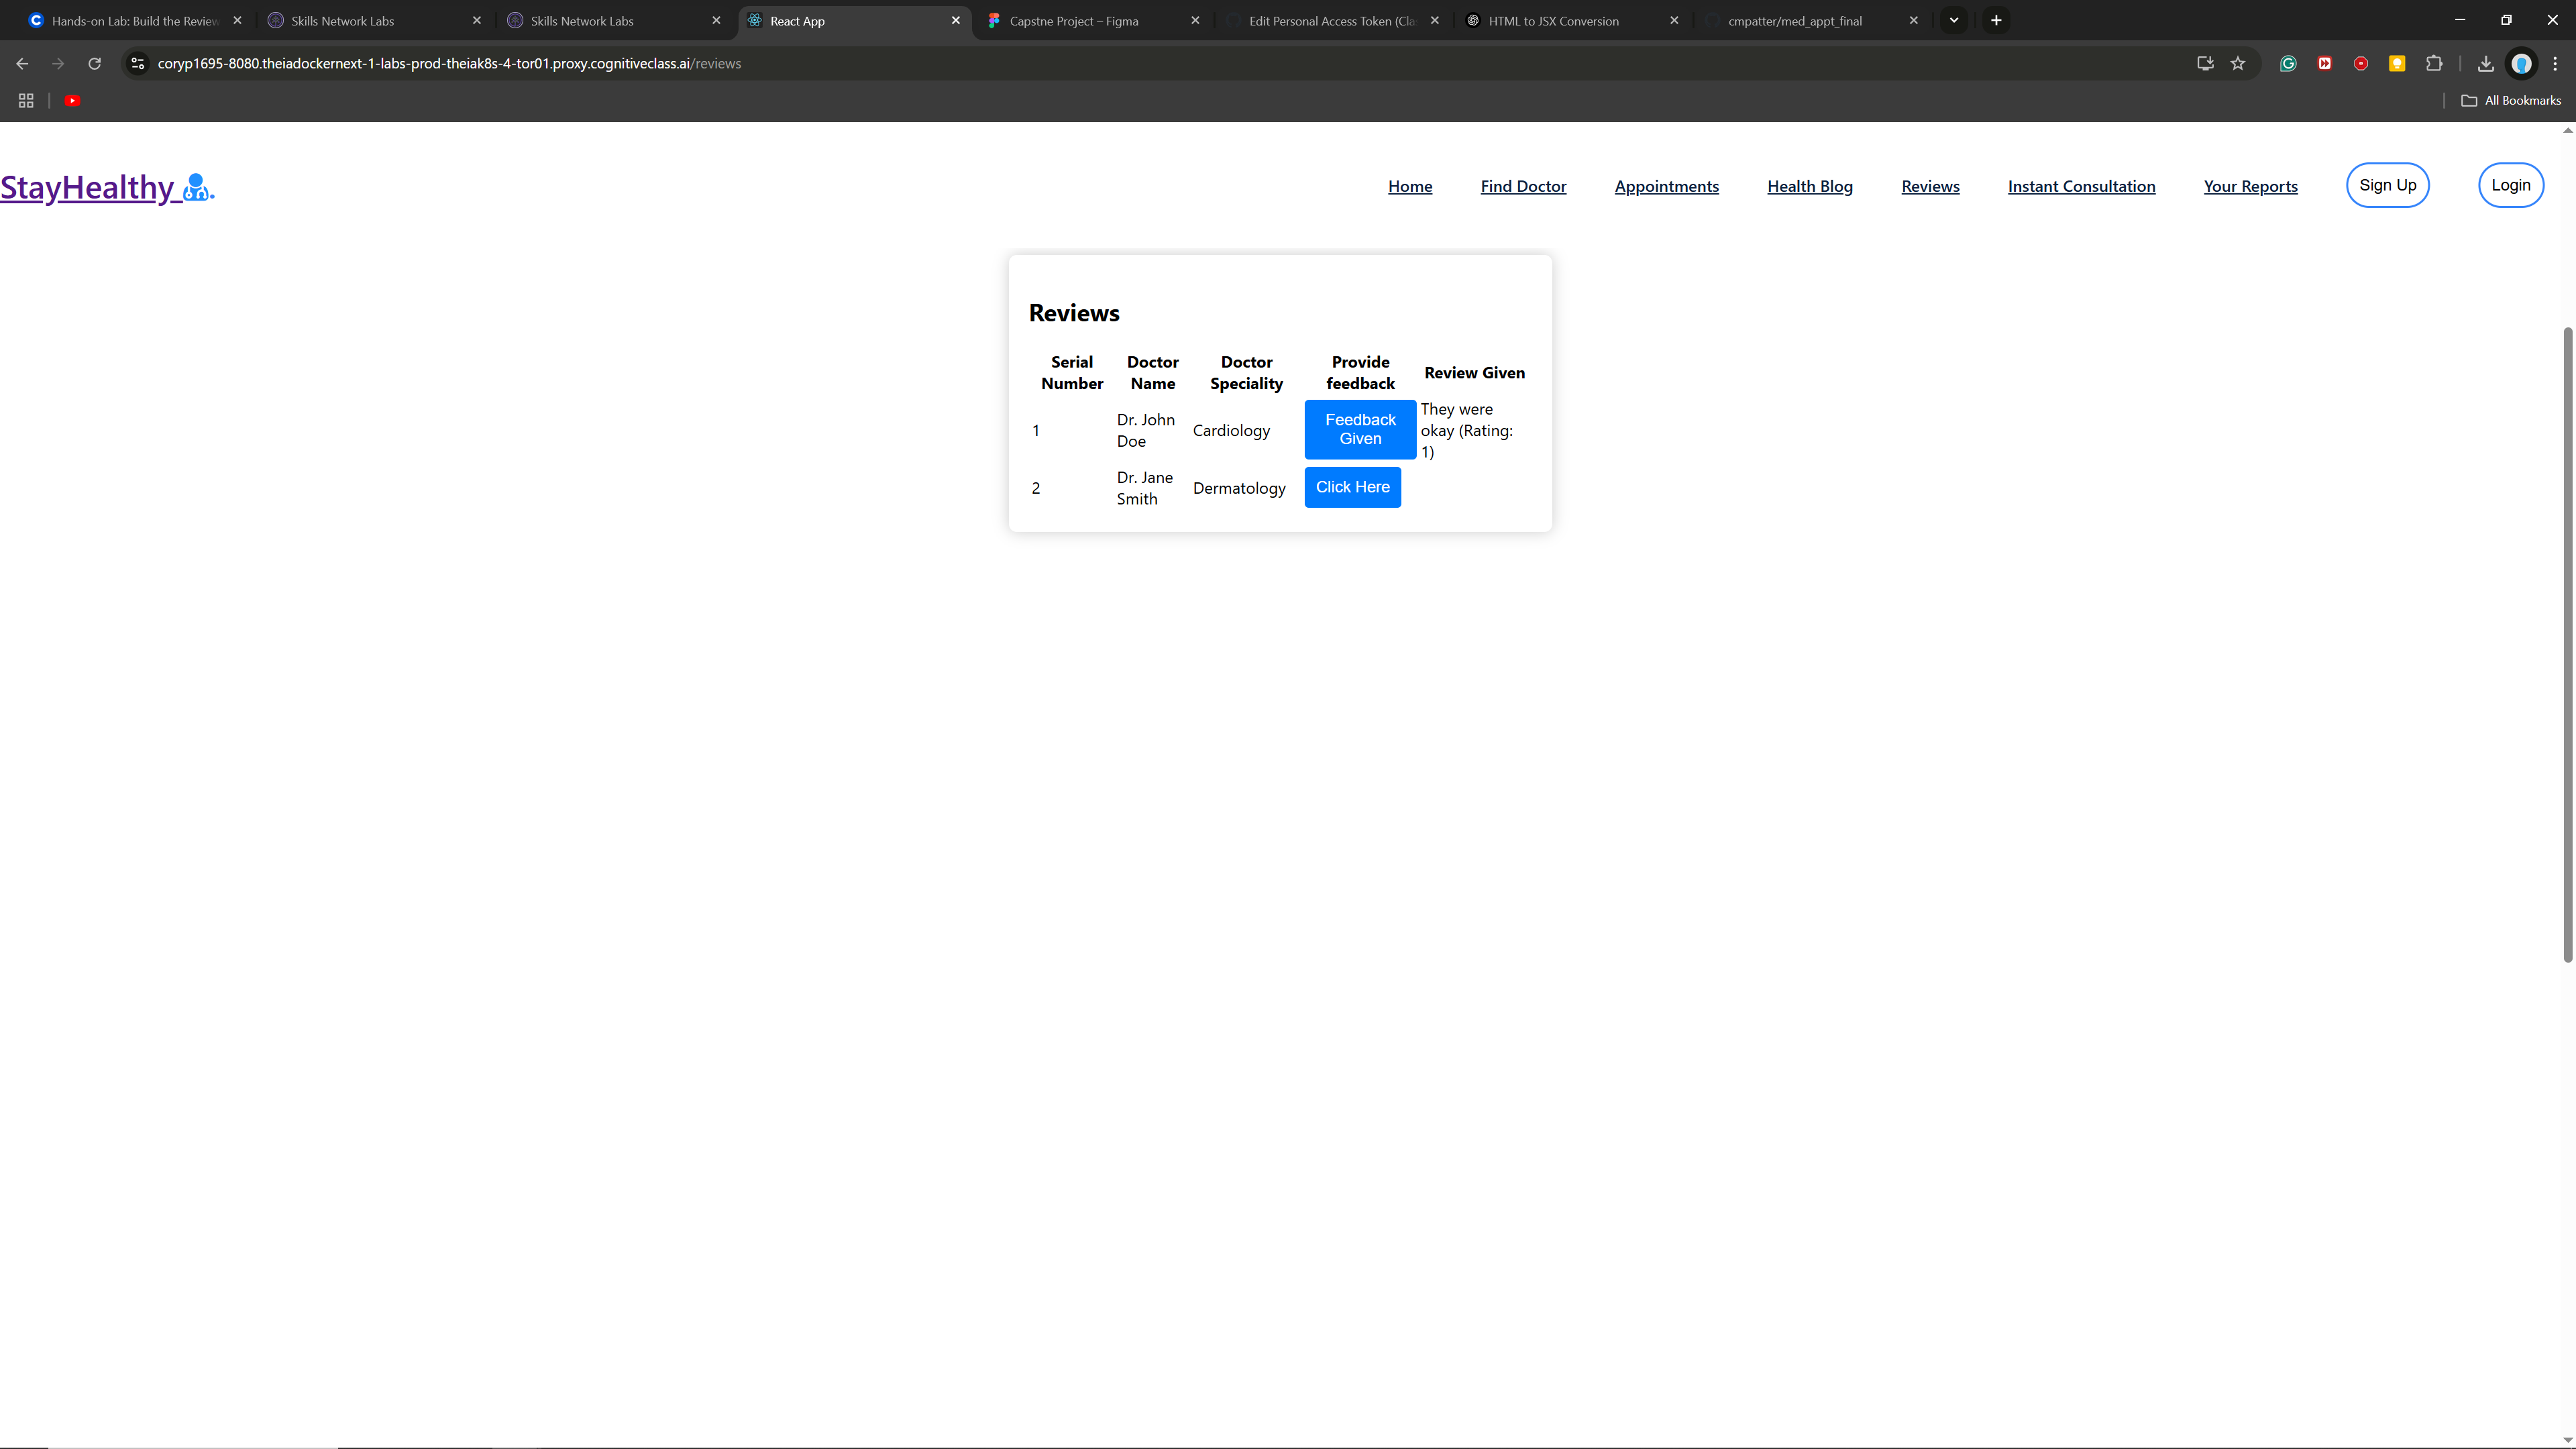 Hands-on Lab: Build the Review
Skills Network Labs
Skills Network Labs
React App
Capstne Project – Figma
Edit Personal Access Token (Cla
HTML to JSX Conversion
cmpatter/med_appt_final
coryp1695-8080.theiadockernext-1-labs-prod-theiak8s-4-tor01.proxy.cognitiveclass.ai/reviews
All Bookmarks
StayHealthy .
Home
Find Doctor
Appointments
Health Blog
Reviews
Instant Consultation
Your Reports
Sign Up
Login
Reviews
Serial
Number
Doctor
Name
Doctor
Speciality
Provide
feedback
Review Given
1
Dr. John
Doe
Cardiology
Feedback
Given
They were
okay (Rating:
1)
2
Dr. Jane
Smith
Dermatology
Click Here